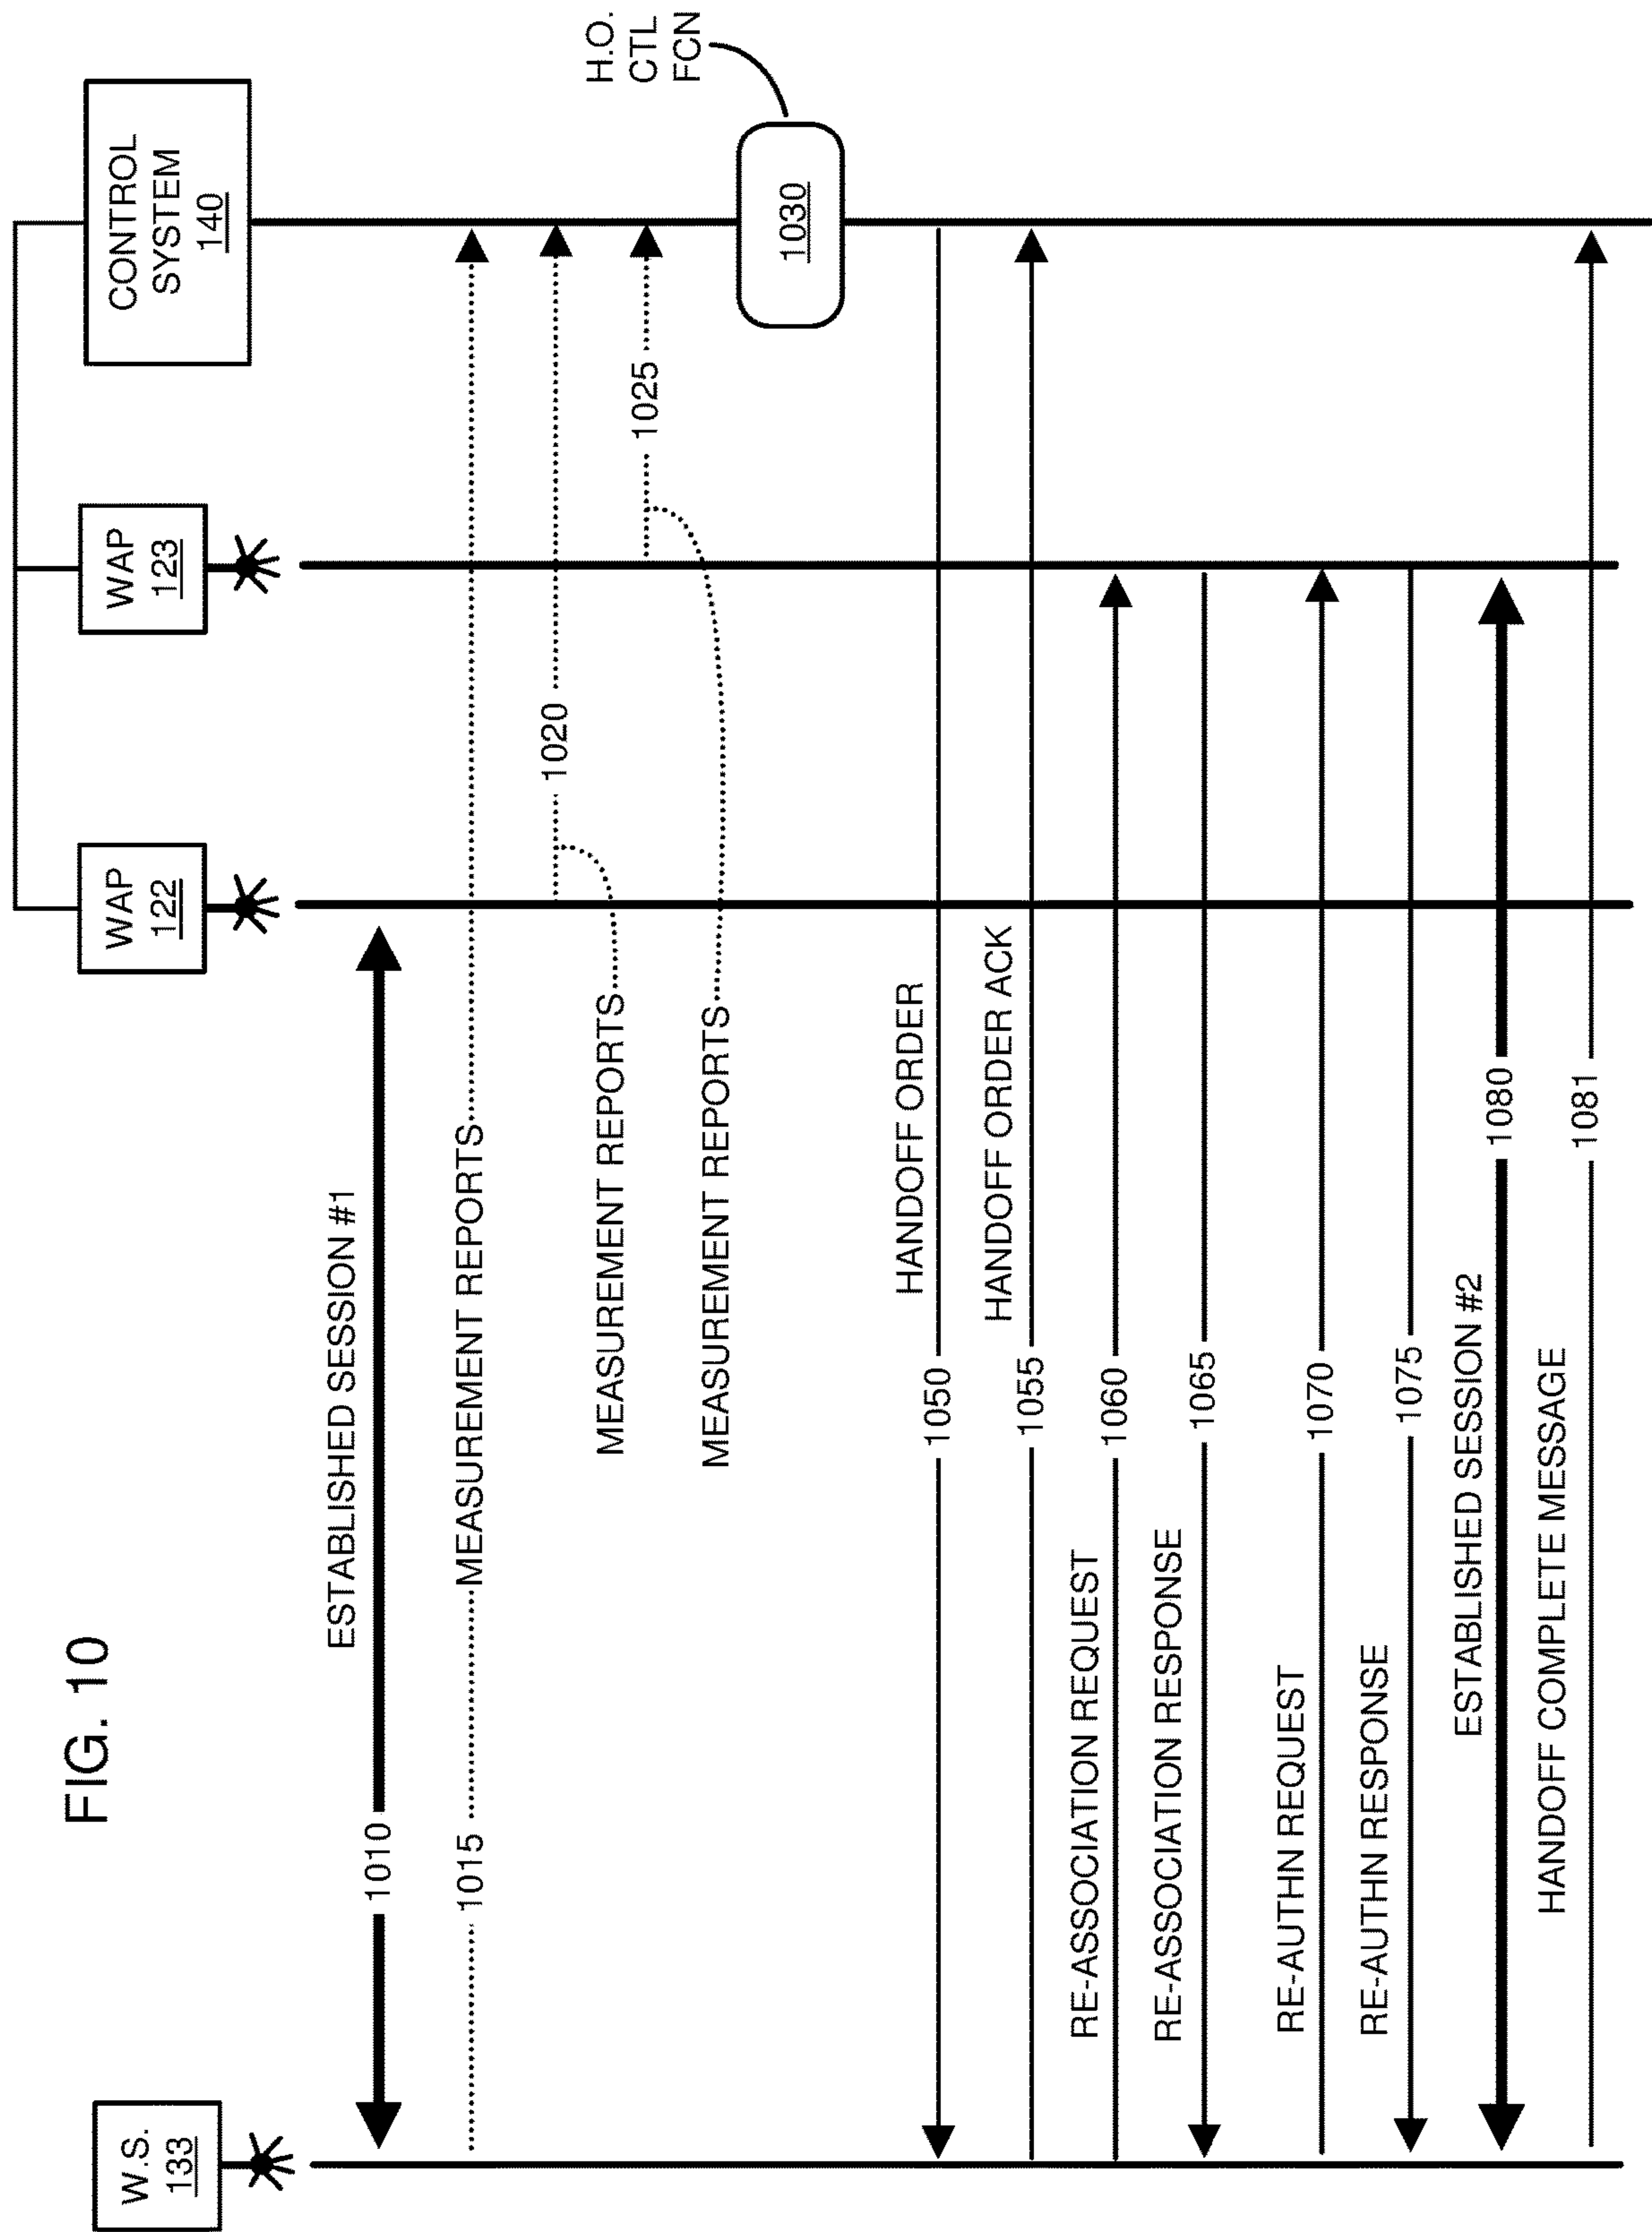 FIG. 10
W.S.
133
WAP
122
WAP
123
CONTROL
SYSTEM
140
ESTABLISHED SESSION #1
1010
1015
MEASUREMENT REPORTS
1020
MEASUREMENT REPORTS
1025
MEASUREMENT REPORTS
H.O.
CTL
FCN
1030
HANDOFF ORDER
1050
HANDOFF ORDER ACK
1055
RE-ASSOCIATION REQUEST
1060
RE-ASSOCIATION RESPONSE
1065
RE-AUTHN REQUEST
1070
RE-AUTHN RESPONSE
1075
ESTABLISHED SESSION #2
1080
HANDOFF COMPLETE MESSAGE
1081